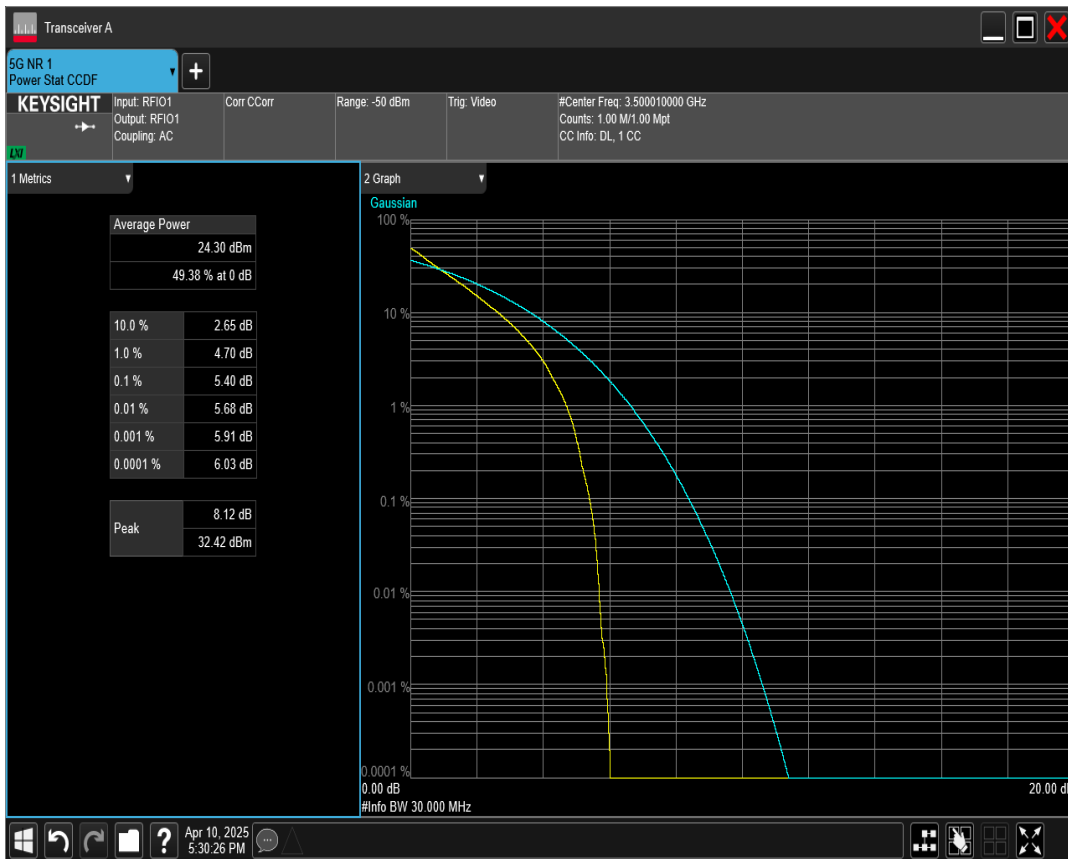 Transceiver A
5G NR 1
Power Stat CCDF
+
KEYSIGHT
LXI
Input: RFIO1
Output: RFIO1
Coupling: AC
Corr CCorr
Range: -50 dBm
Trig: Video
#Center Freq: 3.500010000 GHz
Counts: 1.00 M/1.00 Mpt
CC Info: DL, 1 CC
1 Metrics
Average Power
24.30 dBm
49.38 % at 0 dB
10.0 % 2.65 dB
1.0 % 4.70 dB
0.1 % 5.40 dB
0.01 % 5.68 dB
0.001 % 5.91 dB
0.0001 % 6.03 dB
Peak
8.12 dB
32.42 dBm
2 Graph
Gaussian
100 %
10 %
1 %
0.1 %
0.01 %
0.001 %
0.0001 %
0.00 dB
20.00 dB
#Info BW 30.000 MHz
?
Apr 10, 2025
5:30:26 PM